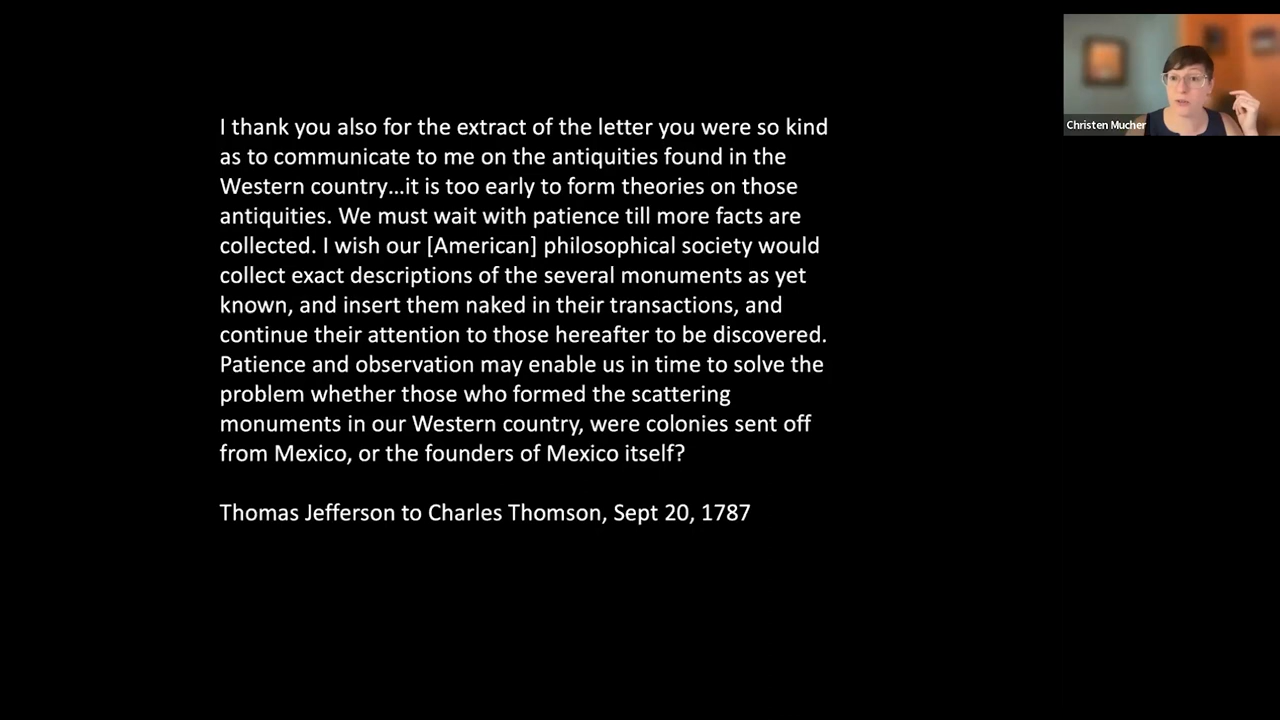 I thank you also for the extract of the letter you were so kind
as to communicate to me on the antiquities found in the
Western country…it is too early to form theories on those
antiquities. We must wait with patience till more facts are
collected. I wish our [American] philosophical society would
collect exact descriptions of the several monuments as yet
known, and insert them naked in their transactions, and
continue their attention to those hereafter to be discovered.
Patience and observation may enable us in time to solve the
problem whether those who formed the scattering
monuments in our Western country, were colonies sent off
from Mexico, or the founders of Mexico itself?
Thomas Jefferson to Charles Thomson, Sept 20, 1787
Christen Mucher